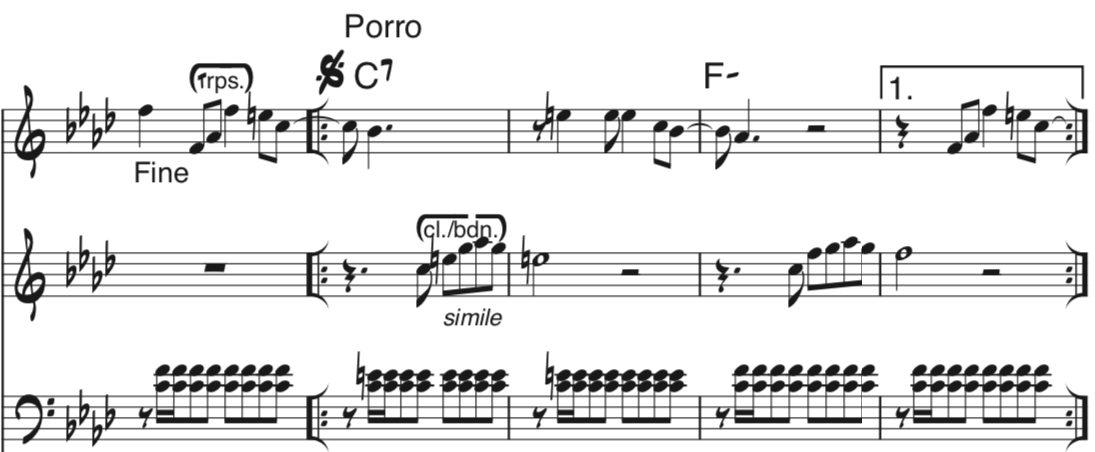 Porro
(trps.) C7 F-
1.
Fine
(cl./bdn.)
simile